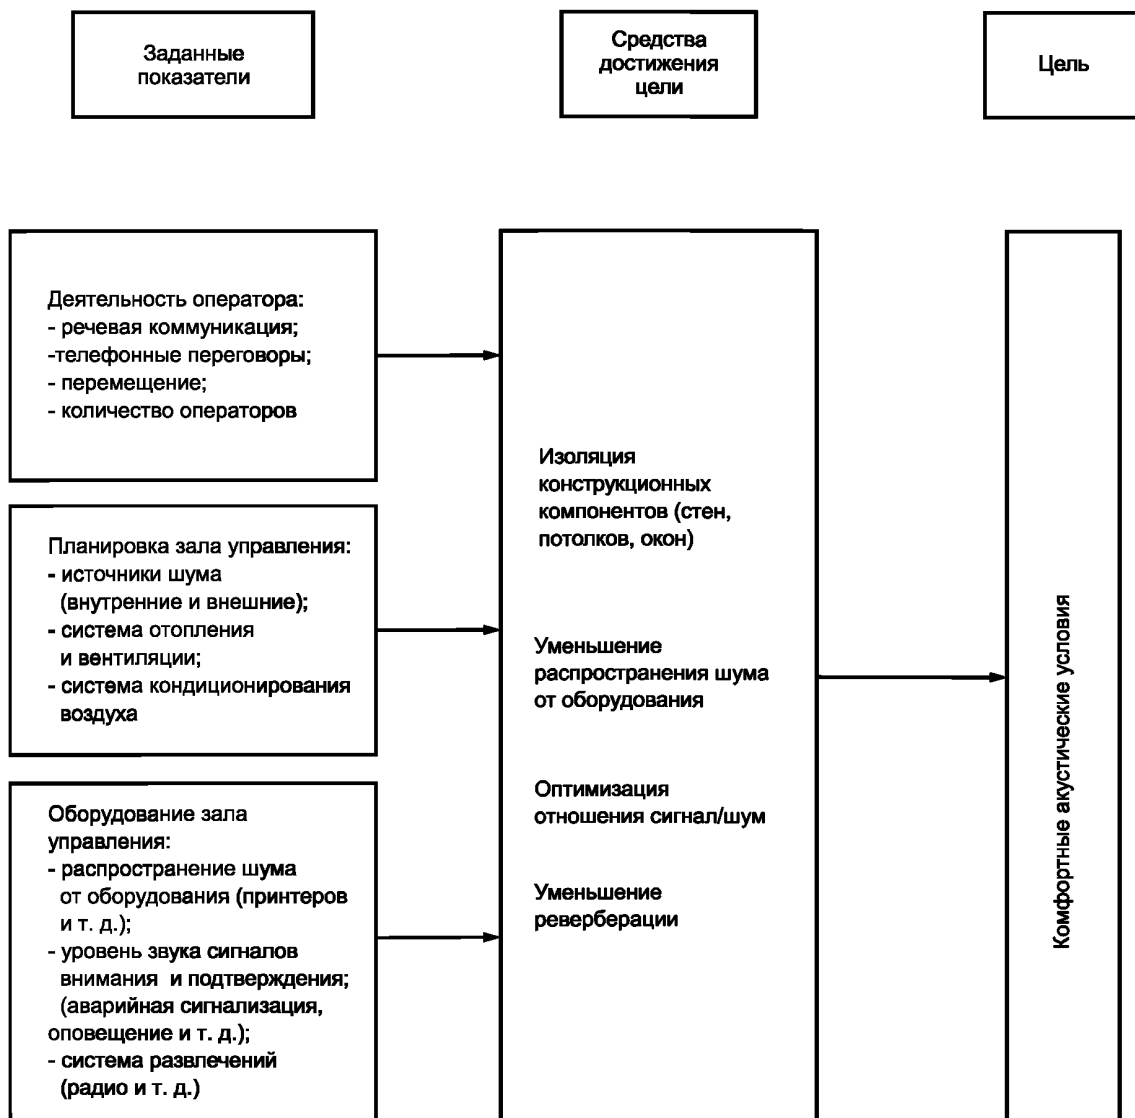 Заданные
показатели
Средства
достижения
цели
Цель
Деятельность оператора:
- речевая коммуникация;
-телефонные переговоры;
- перемещение;
- количество операторов
Планировка зала управления:
- источники шума
(внутренние и внешние);
- система отопления
и вентиляции;
- система кондиционирования
воздуха
Оборудование зала
управления:
- распространение шума
от оборудования (принтеров
и т. д.);
- уровень звука сигналов
внимания и подтверждения;
(аварийная сигнализация,
оповещение и т. д.);
- система развлечений
(радио и т. д.)
Изоляция
конструкционных
компонентов (стен,
потолков, окон)
Уменьшение
распространения шума
от оборудования
Оптимизация
отношения сигнал/шум
Уменьшение
реверберации
Комфортные акустические условия